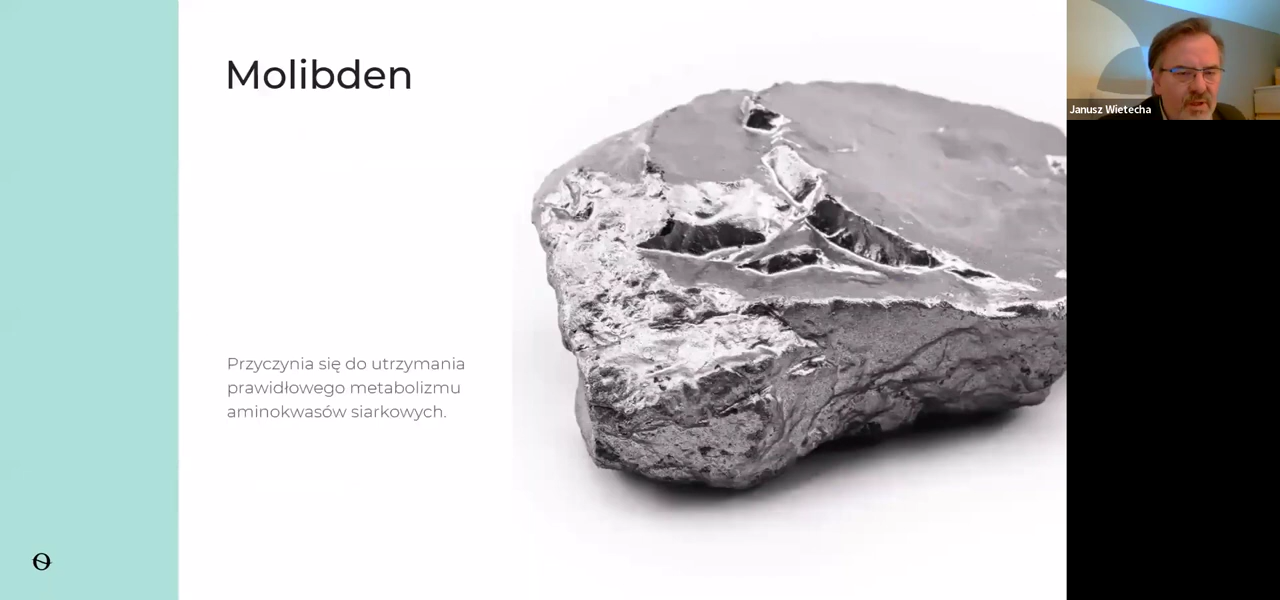 Molibden
Janusz Wietecha
Przyczynia się do utrzymania
prawidłowego metabolizmu
aminokwasów siarkowych.